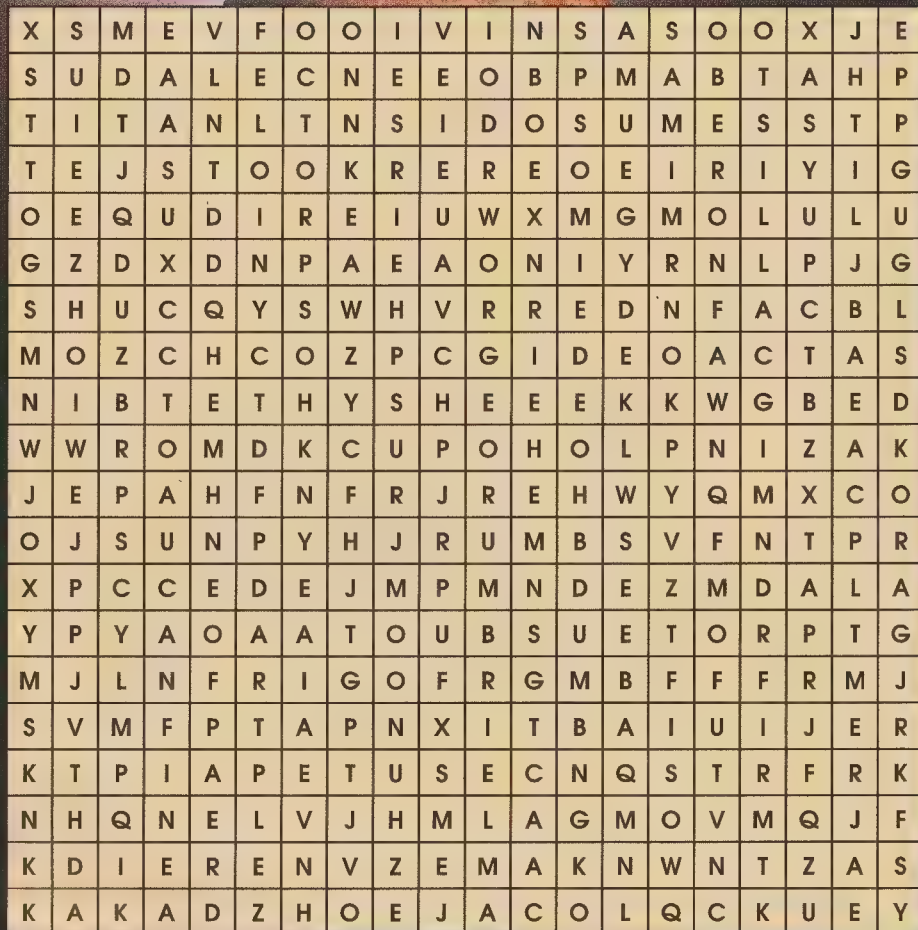 X S M E V F O O I V I N S A S O O X J E
S U D A L E C N E E O B P M A B T A H P
T I T A N L T N S I D O S U M E S S T P
T E J S T O O K R E R E O E I R I Y I G
O E Q U D I R E I U W X M G M O L U L U
G Z D X D N P A E A O N I Y R N L P J G
S H U C Q Y S W H V R R E D N F A C B L
M O Z C H C O Z P C G I D E O A C T A S
N I B T E T H Y S H E E E K K W G B E D
W W R O M D K C U P O H O L P N I Z A K
J E P A H F N F R J R E H W Y Q M X C O
O J S U N P Y H J R U M B S V F N T P R
X P C C E D E J M P M N D E Z M D A L A
Y P Y A O A A T O U B S U E T O R P T G
M J L N F R I G O F R G M B F F F R M J
S V M F P T A P N X I T B A I U I J E R
K T P I A P E T U S E C N Q S T R F R K
N H Q N E L V J H M L A G M O V M Q J F
K D I E R E N V Z E M A K N W N T Z A S
K A K A D Z H O E J A C O L Q C K U E Y